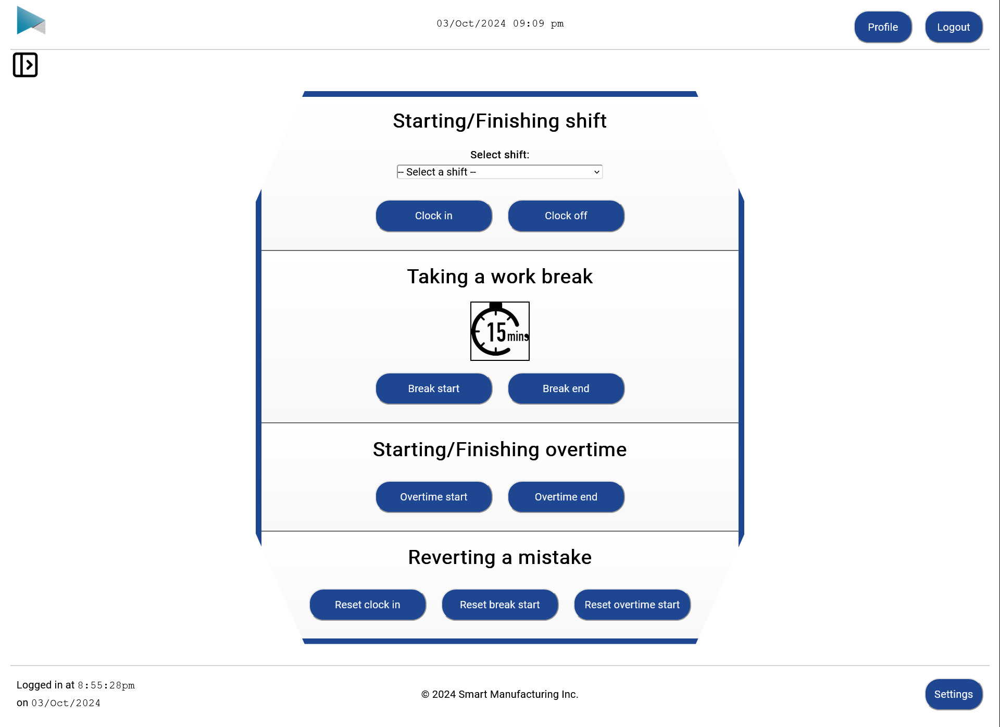 03/Oct/2024 09:09 pm
Profile
Logout
Starting/Finishing shift
Select shift:
-- Select a shift --
Clock in
Clock off
Taking a work break
15 mins
Break start
Break end
Starting/Finishing overtime
Overtime start
Overtime end
Reverting a mistake
Reset clock in
Reset break start
Reset overtime start
Logged in at 8:55:28pm
on 03/Oct/2024
© 2024 Smart Manufacturing Inc.
Settings